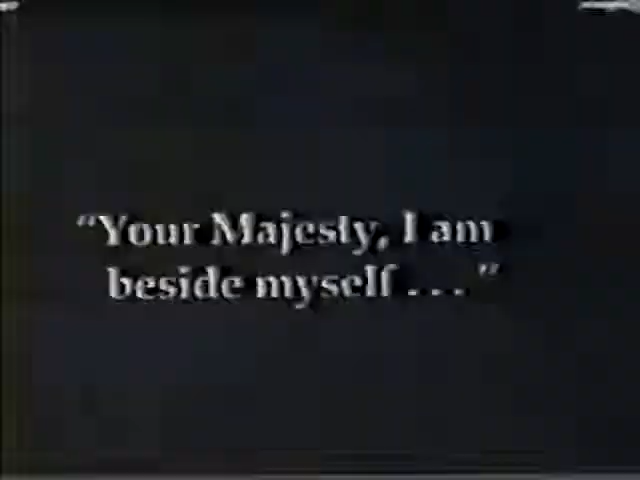 “Your Majesty, I am
beside myself . . .”